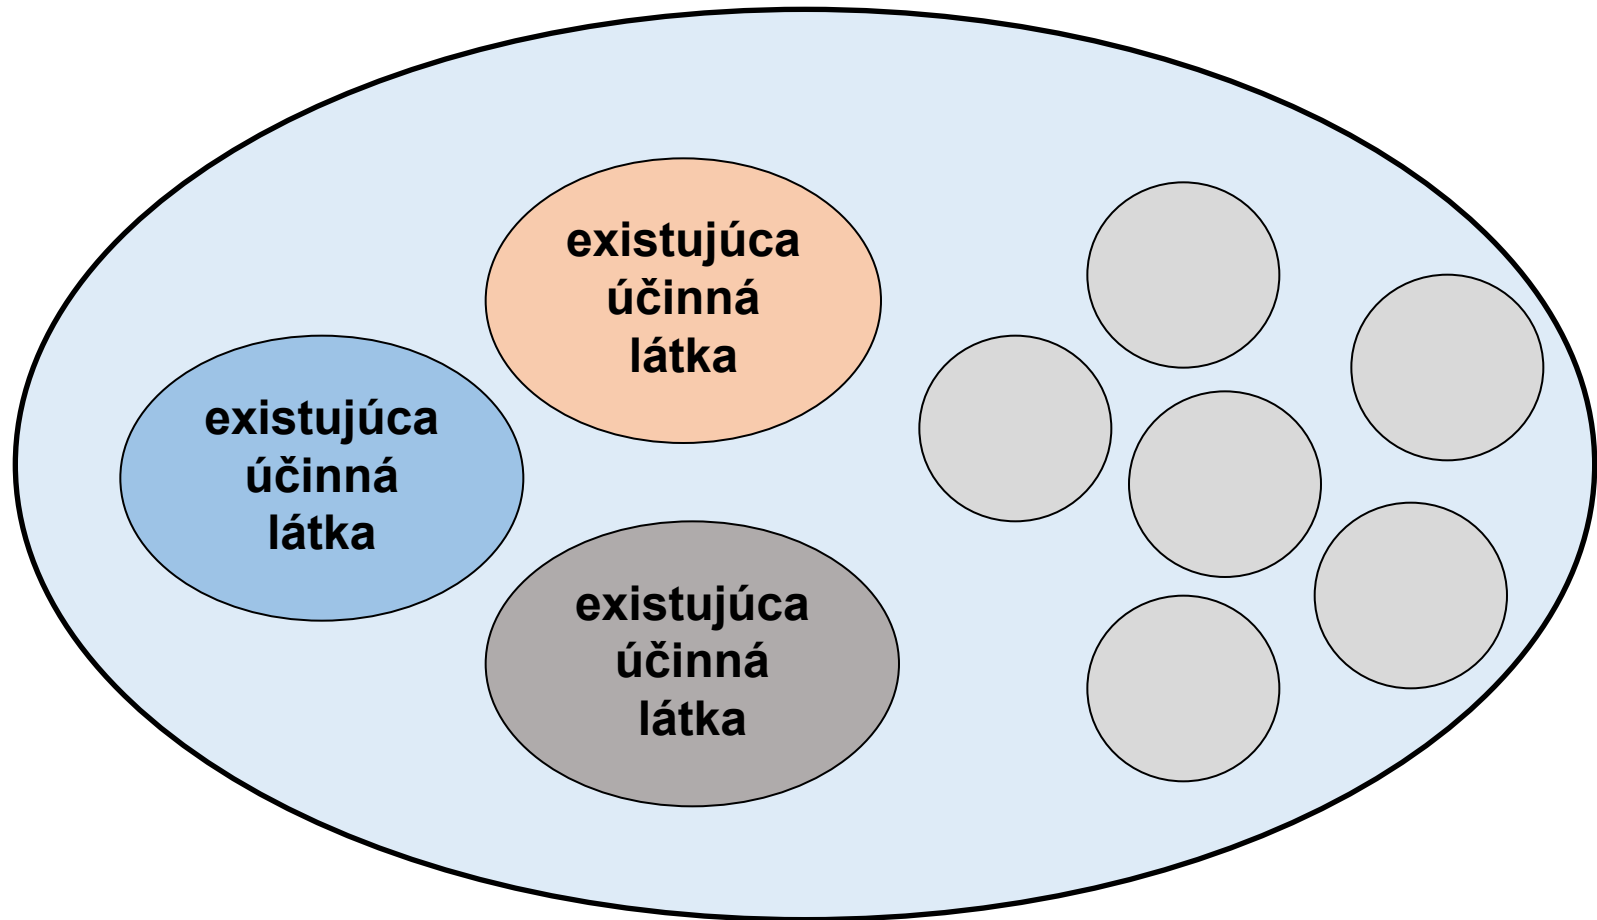 existujúca
účinná
látka
existujúca
účinná
látka
existujúca
účinná
látka